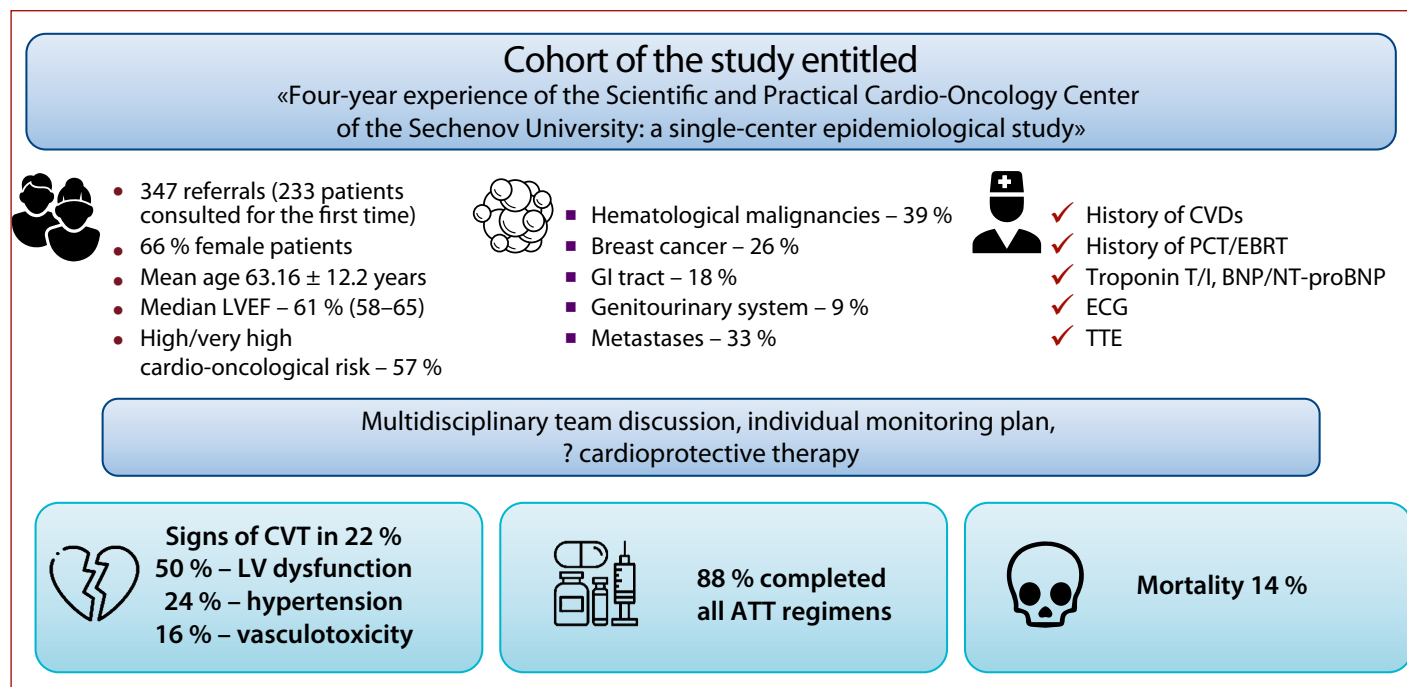 Cohort of the study entitled
«Four-year experience of the Scientific and Practical Cardio-Oncology Center
of the Sechenov University: a single-center epidemiological study»
• 347 referrals (233 patients
consulted for the first time)
• 66 % female patients
• Mean age 63.16 ± 12.2 years
• Median LVEF – 61 % (58–65)
• High/very high
cardio-oncological risk – 57 %
■ Hematological malignancies – 39 %
■ Breast cancer – 26 %
■ GI tract – 18 %
■ Genitourinary system – 9 %
■ Metastases – 33 %
✓ History of CVDs
✓ History of PCT/EBRT
✓ Troponin T/I, BNP/NT-proBNP
✓ ECG
✓ TTE
Multidisciplinary team discussion, individual monitoring plan,
? cardioprotective therapy
Signs of CVT in 22 %
50 % – LV dysfunction
24 % – hypertension
16 % – vasculotoxicity
88 % completed
all ATT regimens
Mortality 14 %